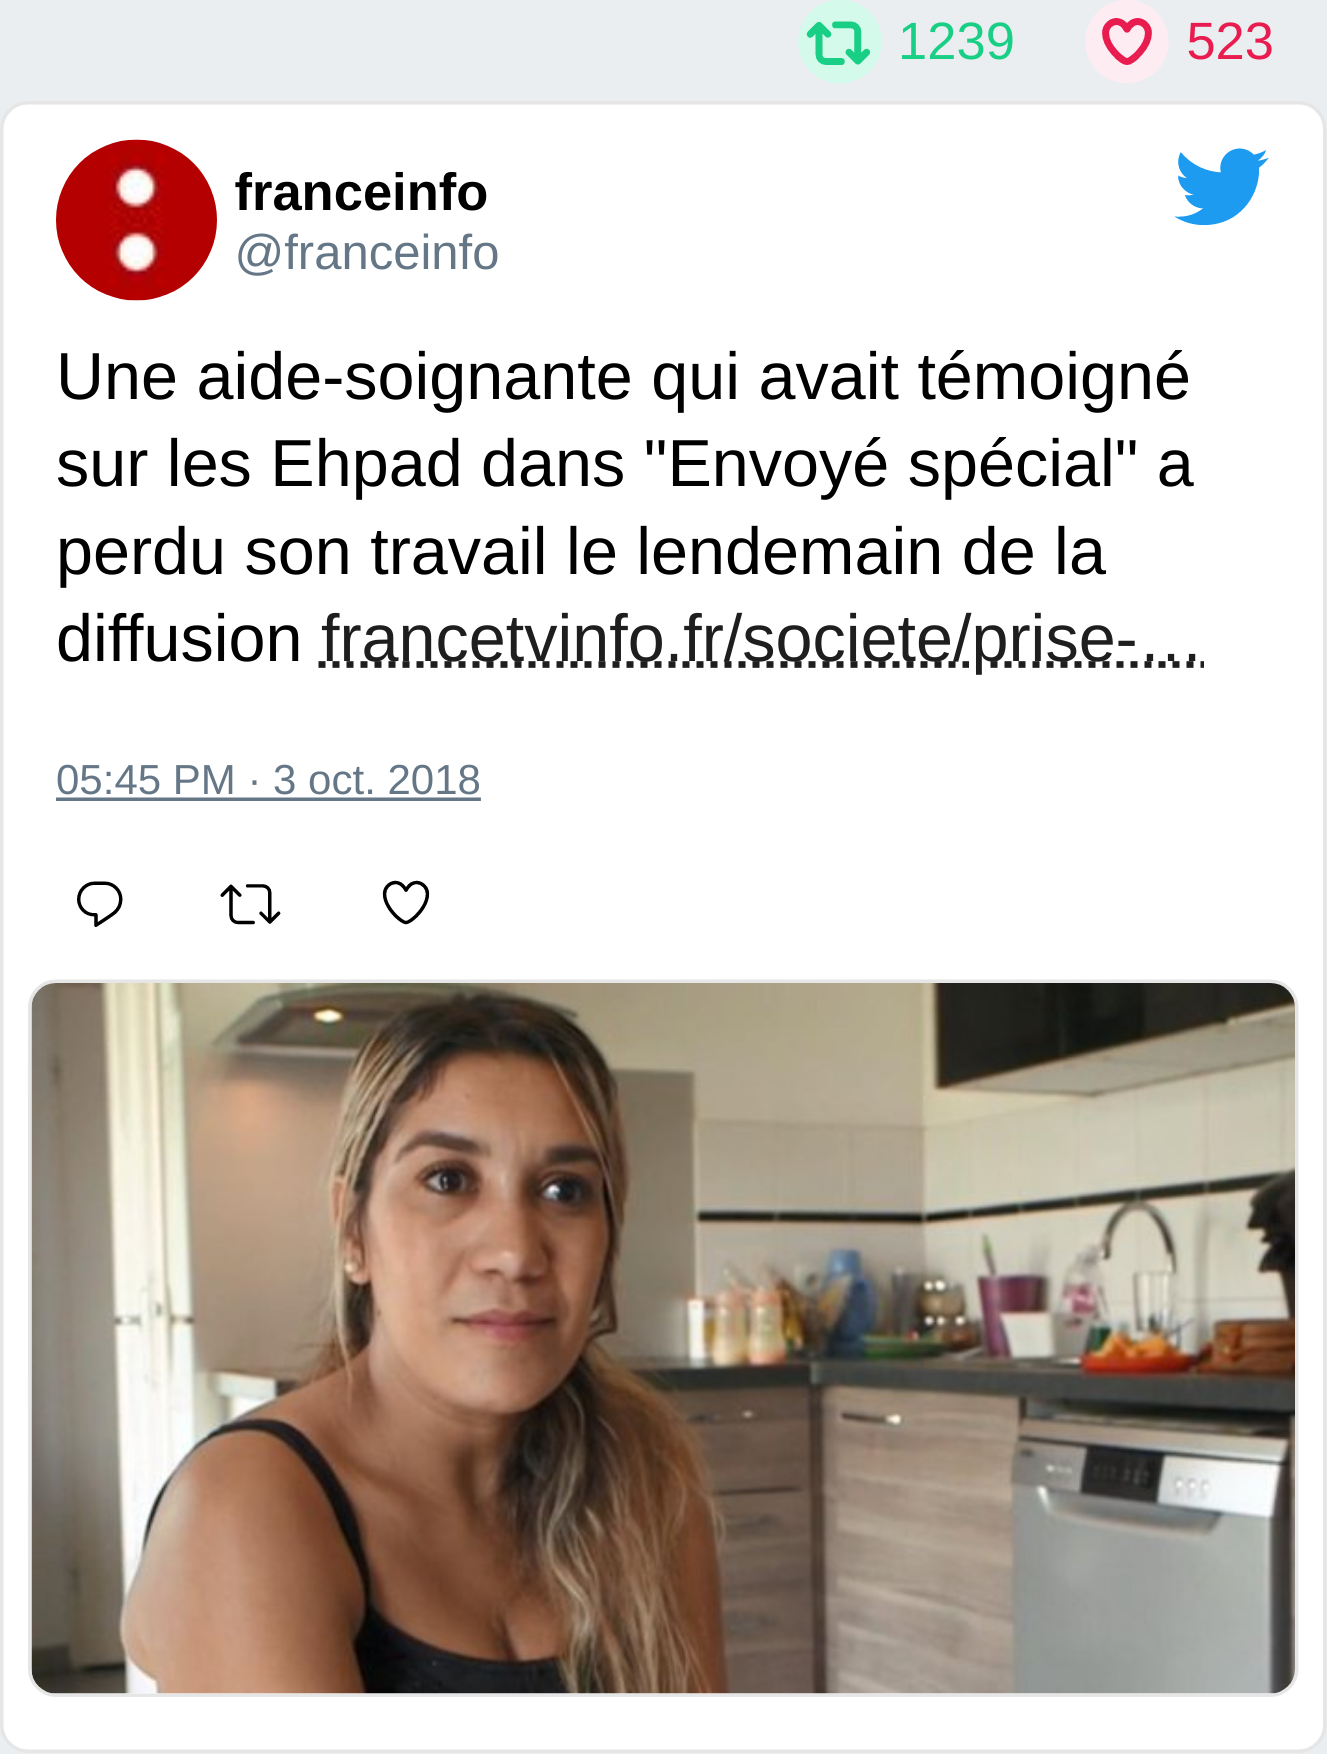 1239 523
franceinfo
@franceinfo
Une aide-soignante qui avait témoigné
sur les Ehpad dans "Envoyé spécial" a
perdu son travail le lendemain de la
diffusion francetvinfo.fr/societe/prise-…
05:45 PM · 3 oct. 2018